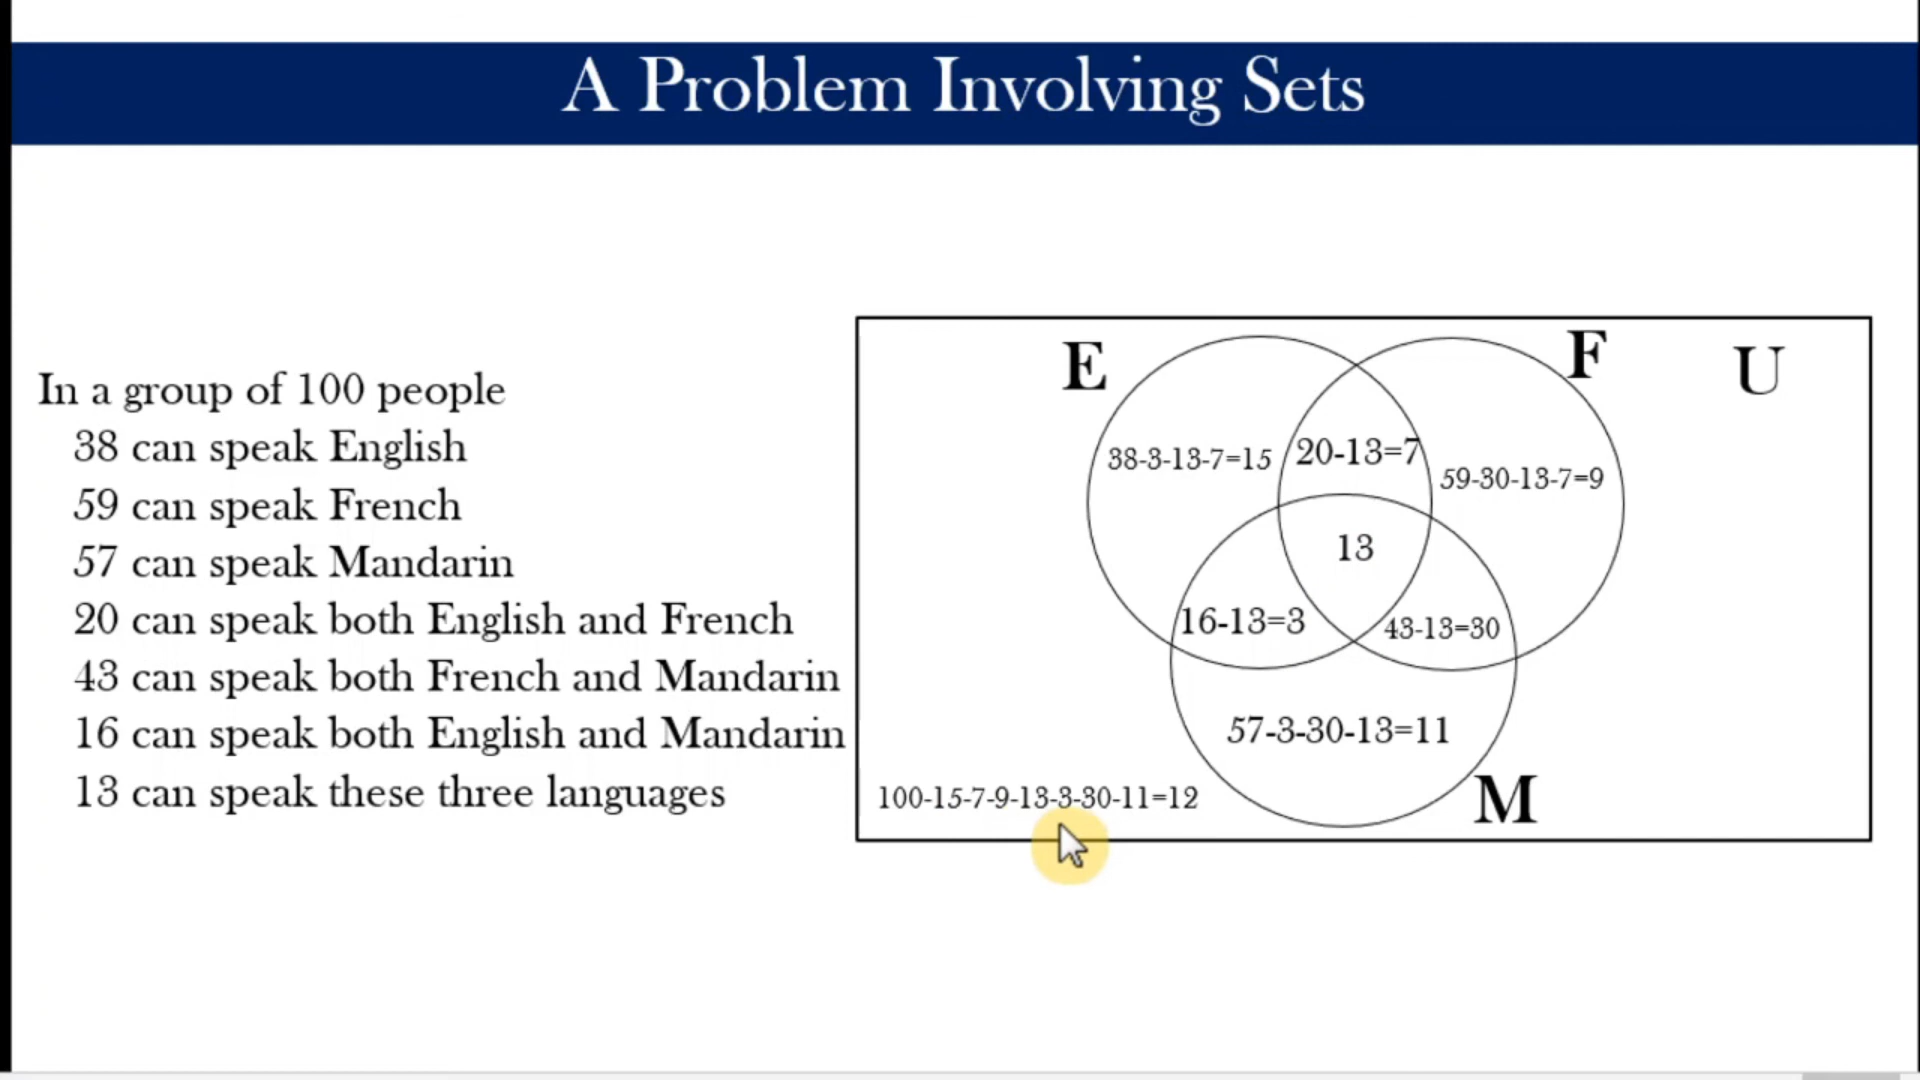 A Problem Involving Sets
In a group of 100 people
38 can speak English
59 can speak French
57 can speak Mandarin
20 can speak both English and French
43 can speak both French and Mandarin
16 can speak both English and Mandarin
13 can speak these three languages
E
F
U
38-3-13-7=15
20-13=7
59-30-13-7=9
13
16-13=3
43-13=30
57-3-30-13=11
M
100-15-7-9-13-3-30-11=12